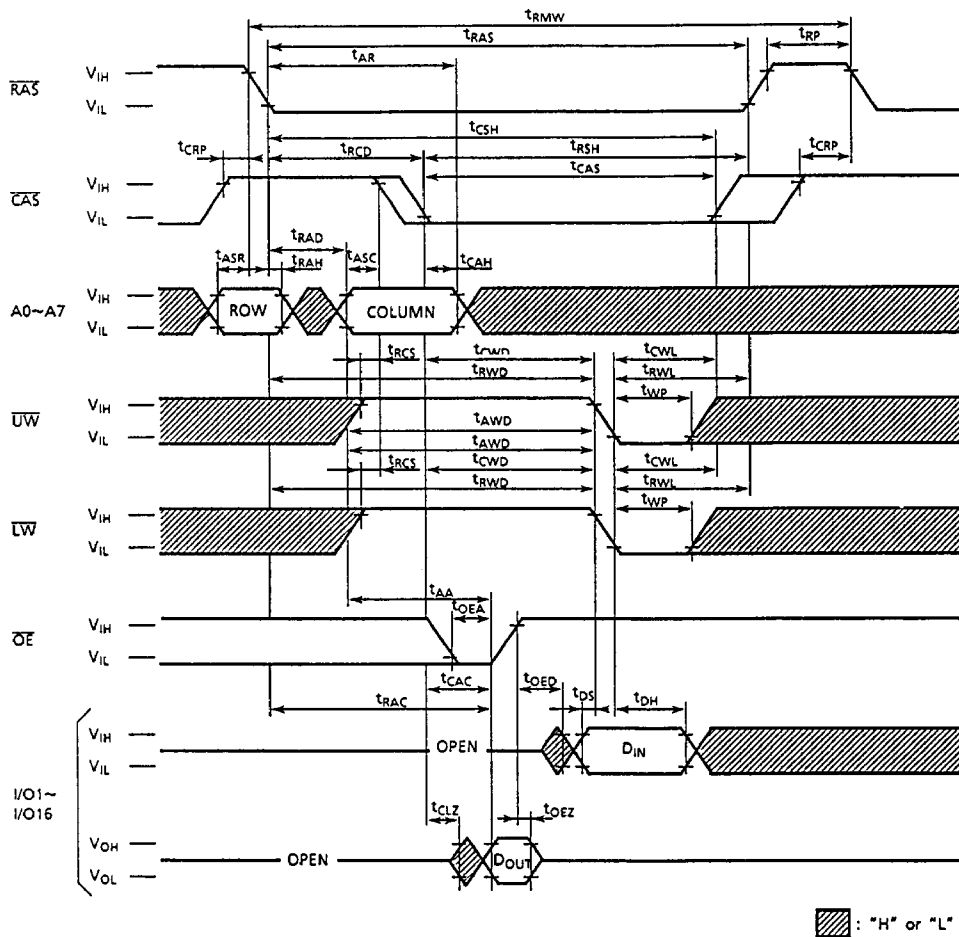 tRMW
tRAS
tRP
tAR
RAS
VIH
VIL
tCSH
tCRP
tRCD
tRSH
tCRP
tCAS
CAS
VIH
VIL
tRAD
tASR
tRAH
tASC
tCAH
A0~A7
VIH
VIL
ROW
COLUMN
tRCS
tCWD
tCWL
tRWD
tRWL
tWP
UW
VIH
VIL
tAWD
tAWD
tRCS
tCWD
tCWL
tRWD
tRWL
tWP
LW
VIH
VIL
tAA
tOEA
OE
VIH
VIL
tCAC
tOED
tRAC
tDS
tDH
VIH
VIL
OPEN
DIN
I/O1~
I/O16
tCLZ
tOEZ
VOH
VOL
OPEN
DOUT
: "H" or "L"